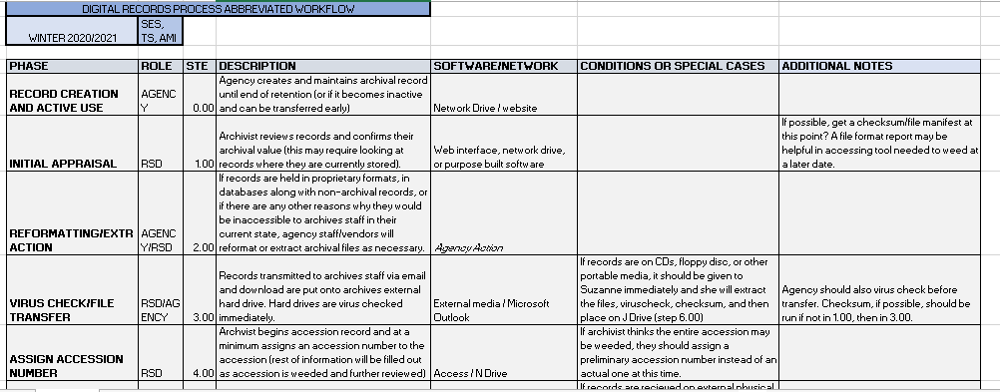 DIGITAL RECORDS PROCESS ABBREVIATED WORKFLOW
WINTER 2020/2021
SES,
TS, AMI
PHASE ROLE STE DESCRIPTION SOFTWARE/NETWORK CONDITIONS OR SPECIAL CASES ADDITIONAL NOTES
RECORD CREATION
AND ACTIVE USE
AGENC
Y
0.00
Agency creates and maintains archival record
until end of retention (or if it becomes inactive
and can be transferred early)
Network Drive / website
INITIAL APPRAISAL
RSD
1.00
Archivist reviews records and confirms their
archival value (this may require looking at
records where they are currently stored).
Web interface, network drive,
or purpose built software
If possible, get a checksum/file manifest at
this point? A file format report may be
helpful in accessing tool needed to weed at
a later date.
REFORMATTING/EXTR
ACTION
AGENC
Y/RSD
2.00
If records are held in proprietary formats, in
databases along with non-archival records, or
if there are any other reasons why they would
be inaccessible to archives staff in their
current state, agency staff/vendors will
reformat or extract archival files as necessary.
Agency Action
VIRUS CHECK/FILE
TRANSFER
RSD/AG
ENCY
3.00
Records transmitted to archives staff via email
and download are put onto archives external
hard drive. Hard drives are virus checked
immediately.
External media / Microsoft
Outlook
If records are on CDs, floppy disc, or other
portable media, it should be given to
Suzanne immediately and she will extract
the files, viruscheck, checksum, and then
place on J Drive (step 6.00)
Agency should also virus check before
transfer. Checksum, if possible, should be
run if not in 1.00, then in 3.00.
ASSIGN ACCESSION
NUMBER
RSD
4.00
Archivist begins accession record and at a
minimum assigns an accession number to the
accession (rest of information will be filled out
as accession is weeded and further reviewed)
Access / N Drive
If archivist thinks the entire accession may
be weeded, they should assign a
preliminary accession number instead of an
actual one at this time.
If records are recieved on external physical